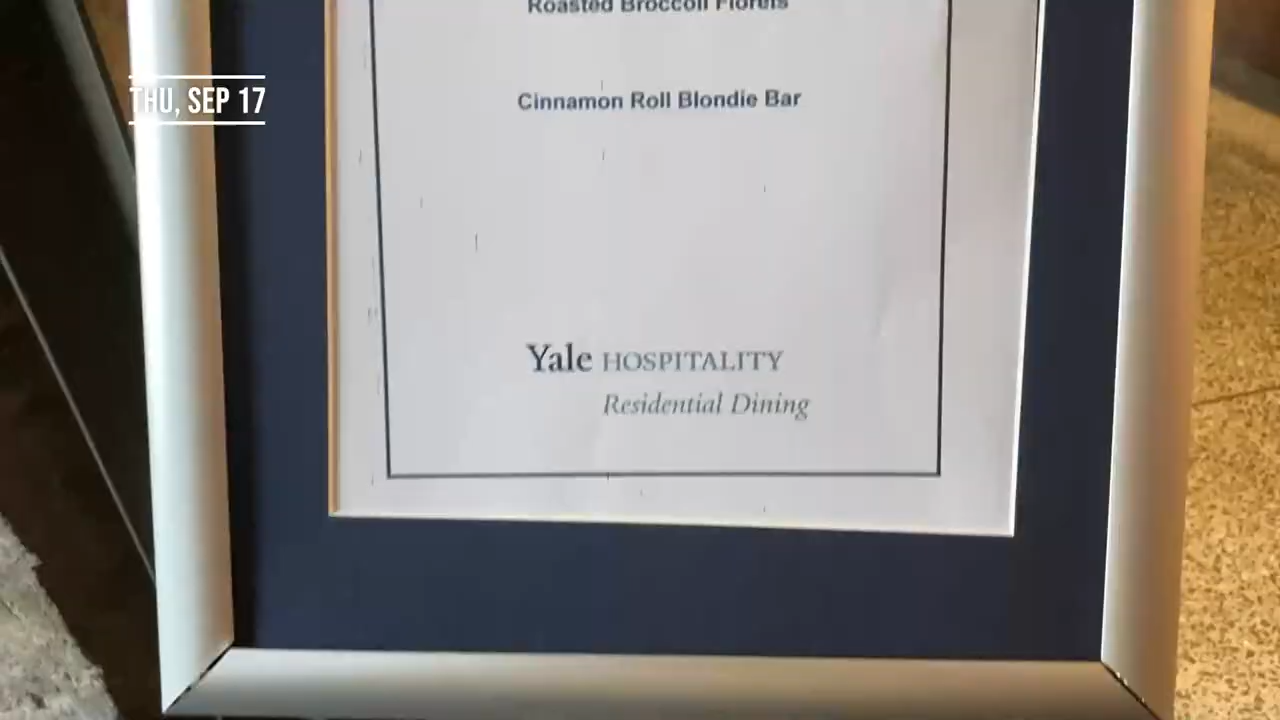 Roasted Broccoli Florets
THU, SEP 17
Cinnamon Roll Blondie Bar
Yale HOSPITALITY
Residential Dining